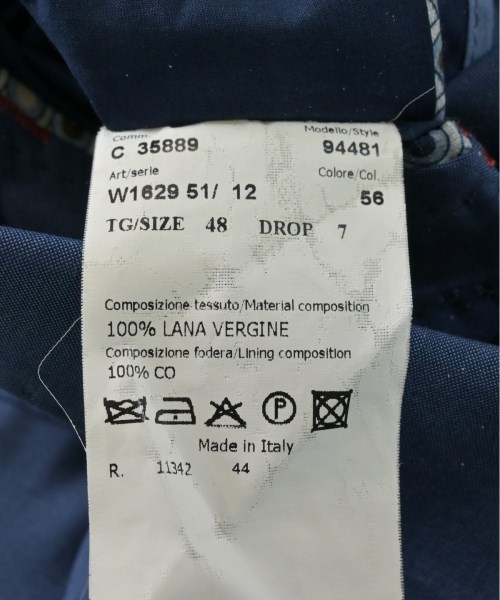 Comm. Modello/Style
C 35889 94481
Art/serie Colore/Col.
W1629 51/ 12 56
TG/SIZE 48 DROP 7
Composizione tessuto/Material composition
100% LANA VERGINE
Composizione fodera/Lining composition
100% CO
P
Made in Italy
R. 11342 44